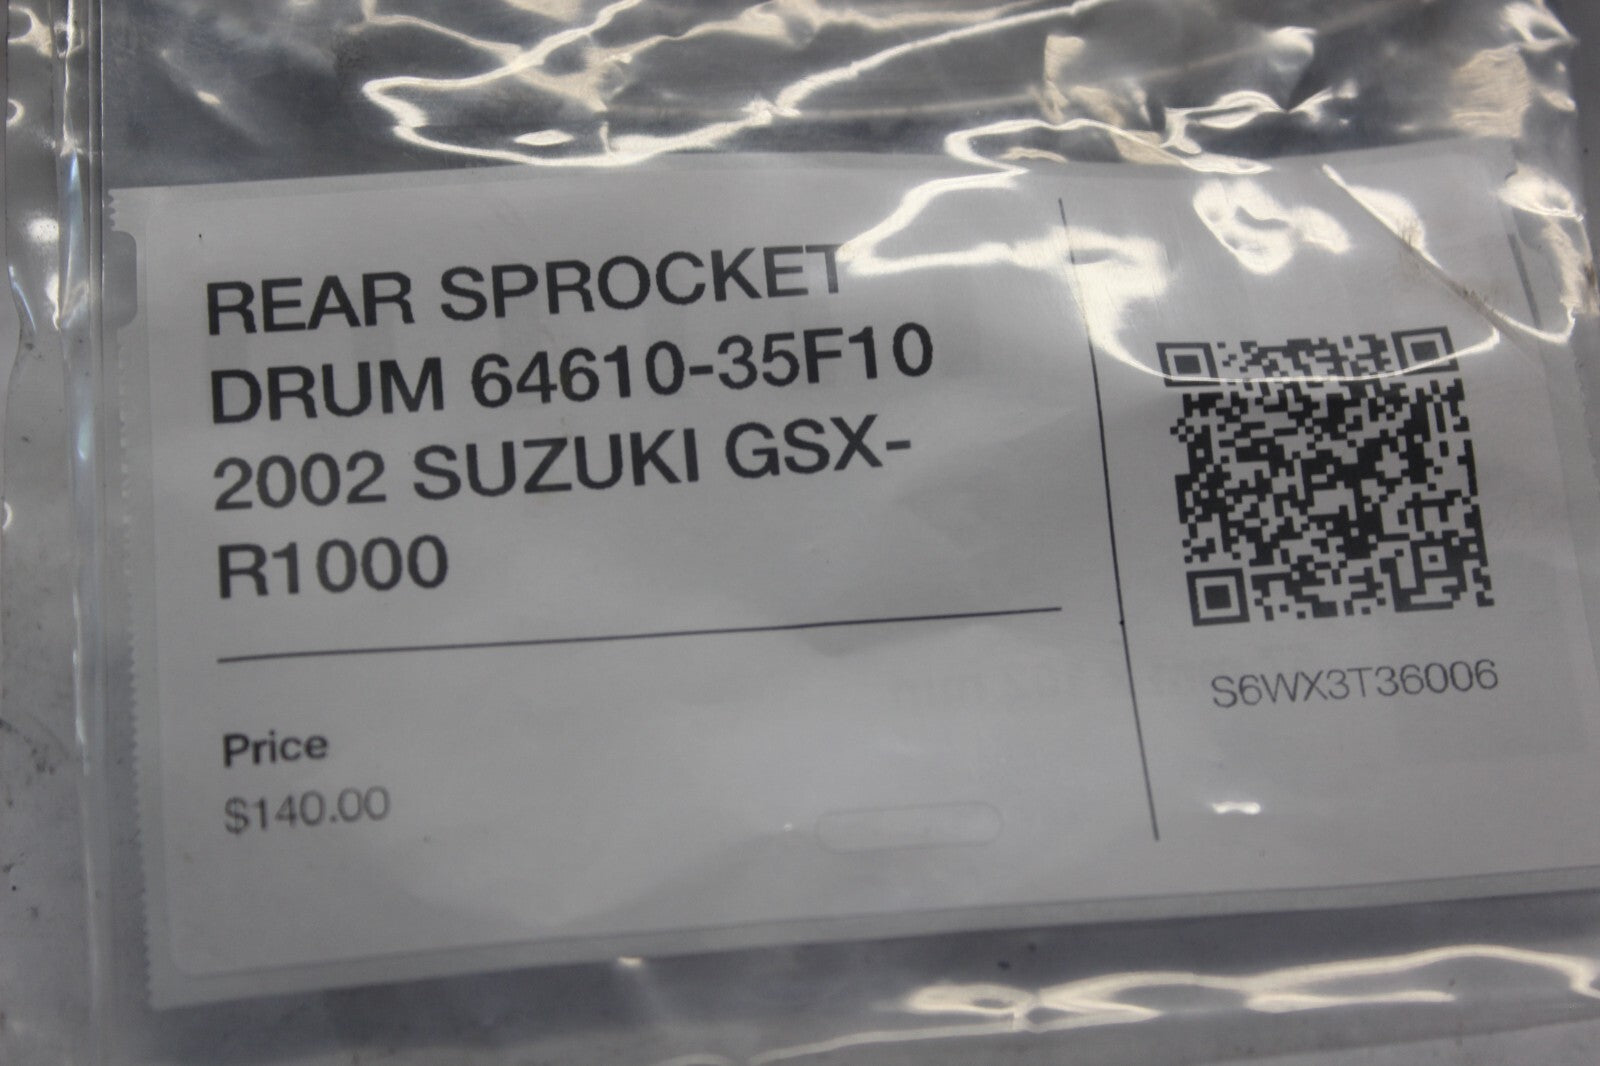 REAR SPROCKET
DRUM 64610-35F10
2002 SUZUKI GSX-
R1000
Price
$140.00
S6WX3T36006